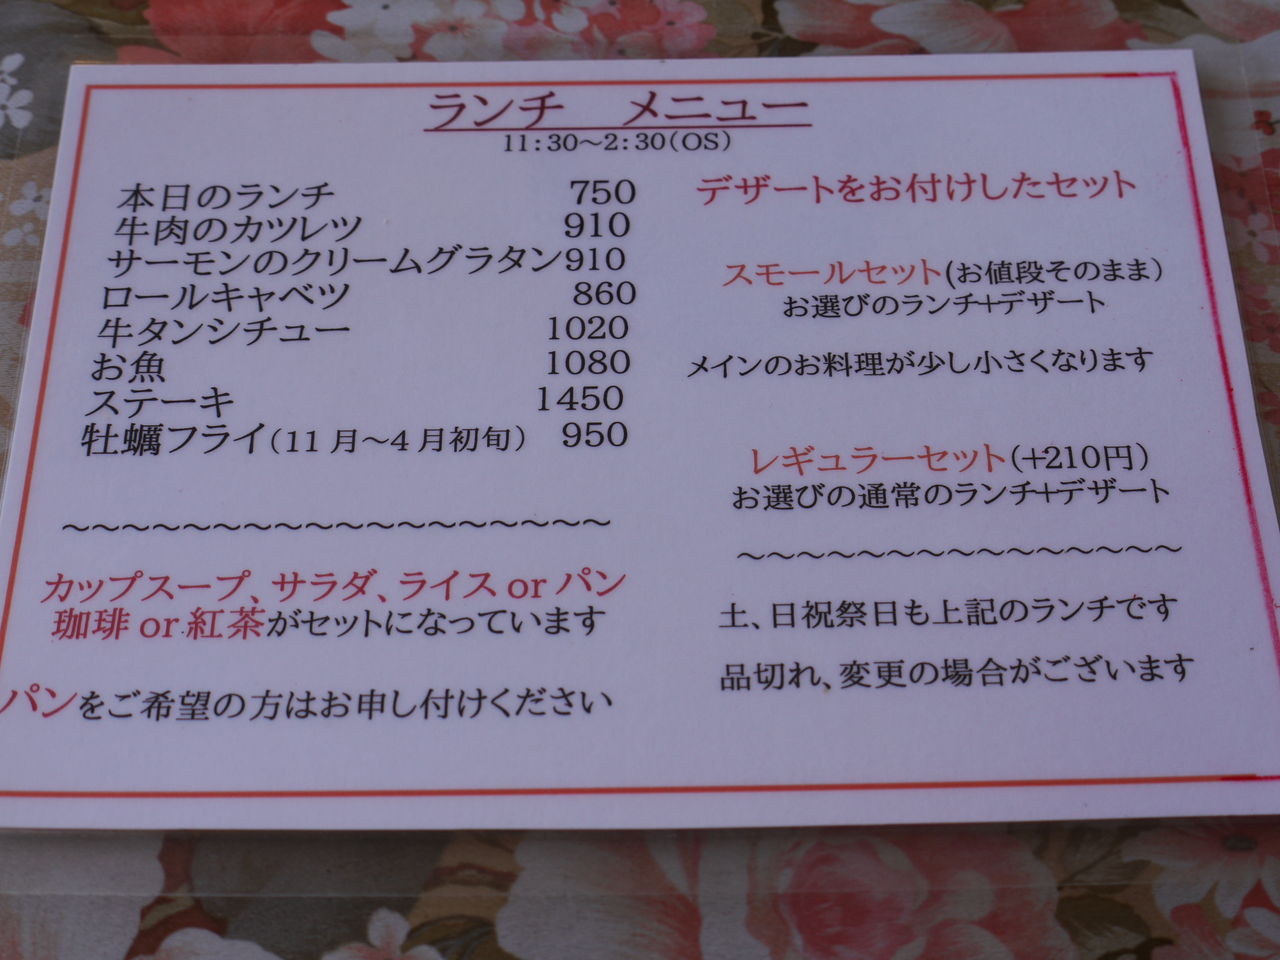 ランチ　メニュー
11:30～2:30(OS)
本日のランチ 750
牛肉のカツレツ 910
サーモンのクリームグラタン910
ロールキャベツ 860
牛タンシチュー 1020
お魚 1080
ステーキ 1450
牡蠣フライ(11月～4月初旬) 950
～～～～～～～～～～～～～～～～～～
カップスープ、サラダ、ライス or パン
珈琲 or 紅茶がセットになっています
パンをご希望の方はお申し付けください
デザートをお付けしたセット
スモールセット(お値段そのまま)
お選びのランチ+デザート
メインのお料理が少し小さくなります
レギュラーセット(+210円)
お選びの通常のランチ+デザート
～～～～～～～～～～～～～～～
土、日祝祭日も上記のランチです
品切れ、変更の場合がございます